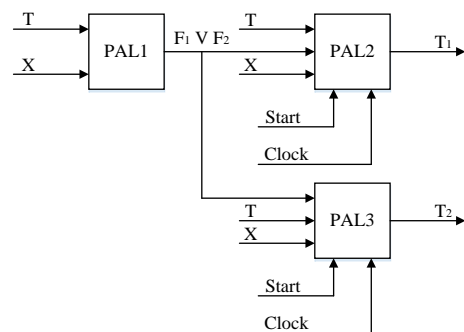 T
PAL1
X
F1 V F2
T
X
PAL2
T1
Start
Clock
T
X
PAL3
T2
Start
Clock